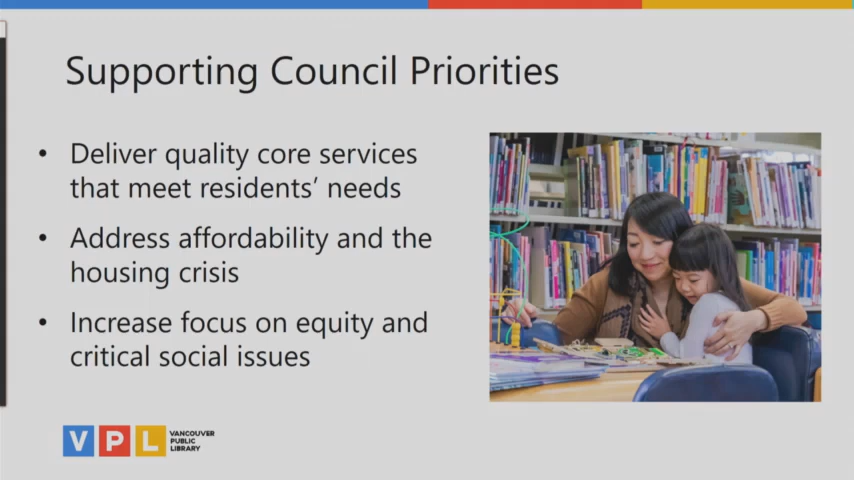 Supporting Council Priorities
• Deliver quality core services
that meet residents’ needs
• Address affordability and the
housing crisis
• Increase focus on equity and
critical social issues
VPL
VANCOUVER
PUBLIC
LIBRARY